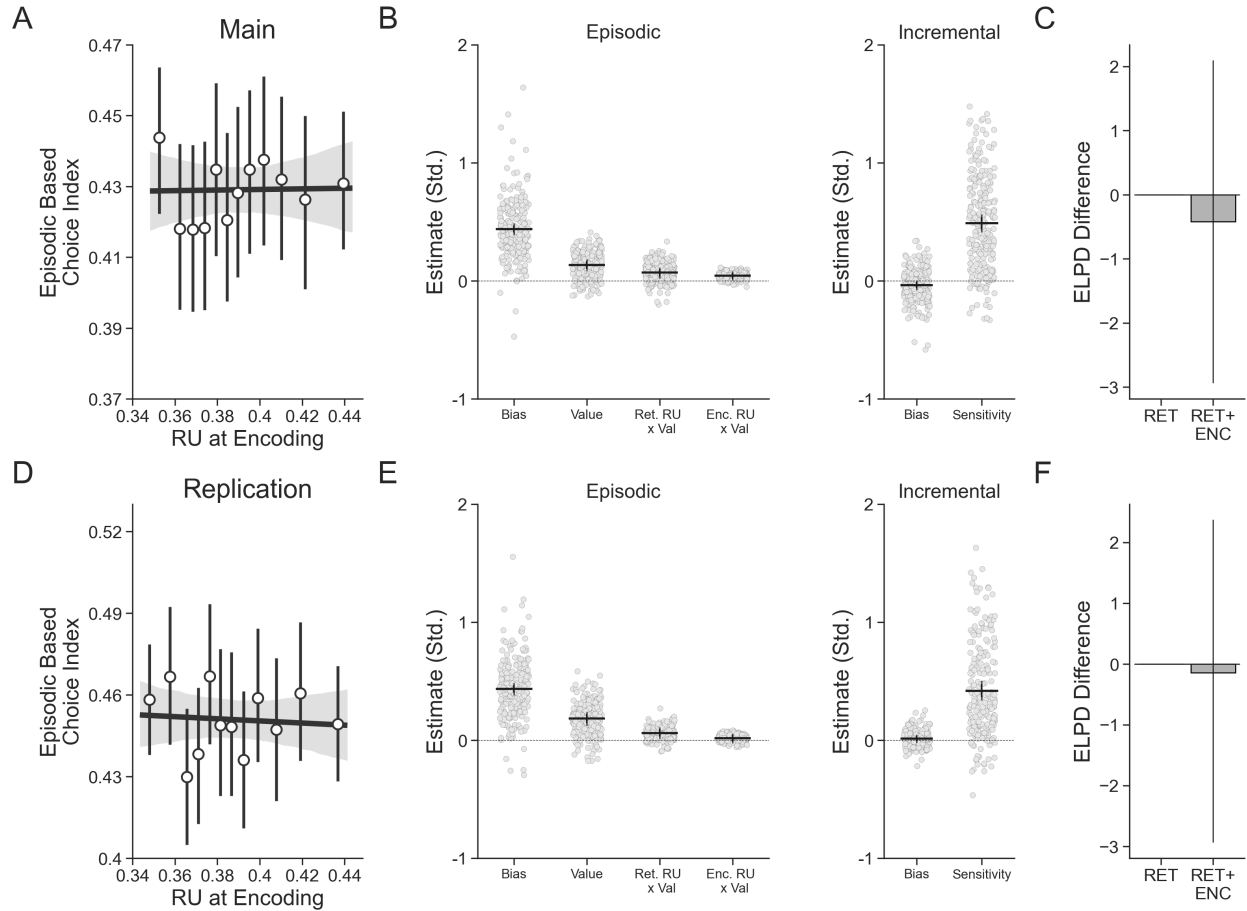 A
Main
Episodic Based
Choice Index
0.47
0.45
0.43
0.41
0.39
0.37
0.34 0.36 0.38 0.4 0.42 0.44
RU at Encoding
B
Episodic
Estimate (Std.)
2
1
0
-1
Bias
Value
Ret. RU
x Val
Enc. RU
x Val
Incremental
Estimate (Std.)
2
1
0
-1
Bias
Sensitivity
C
ELPD Difference
2
1
0
−1
−2
−3
RET
RET+
ENC
D
Replication
Episodic Based
Choice Index
0.52
0.49
0.46
0.43
0.4
0.34 0.36 0.38 0.4 0.42 0.44
RU at Encoding
E
Episodic
Estimate (Std.)
2
1
0
-1
Bias
Value
Ret. RU
x Val
Enc. RU
x Val
Incremental
Estimate (Std.)
2
1
0
-1
Bias
Sensitivity
F
ELPD Difference
2
1
0
−1
−2
−3
RET
RET+
ENC